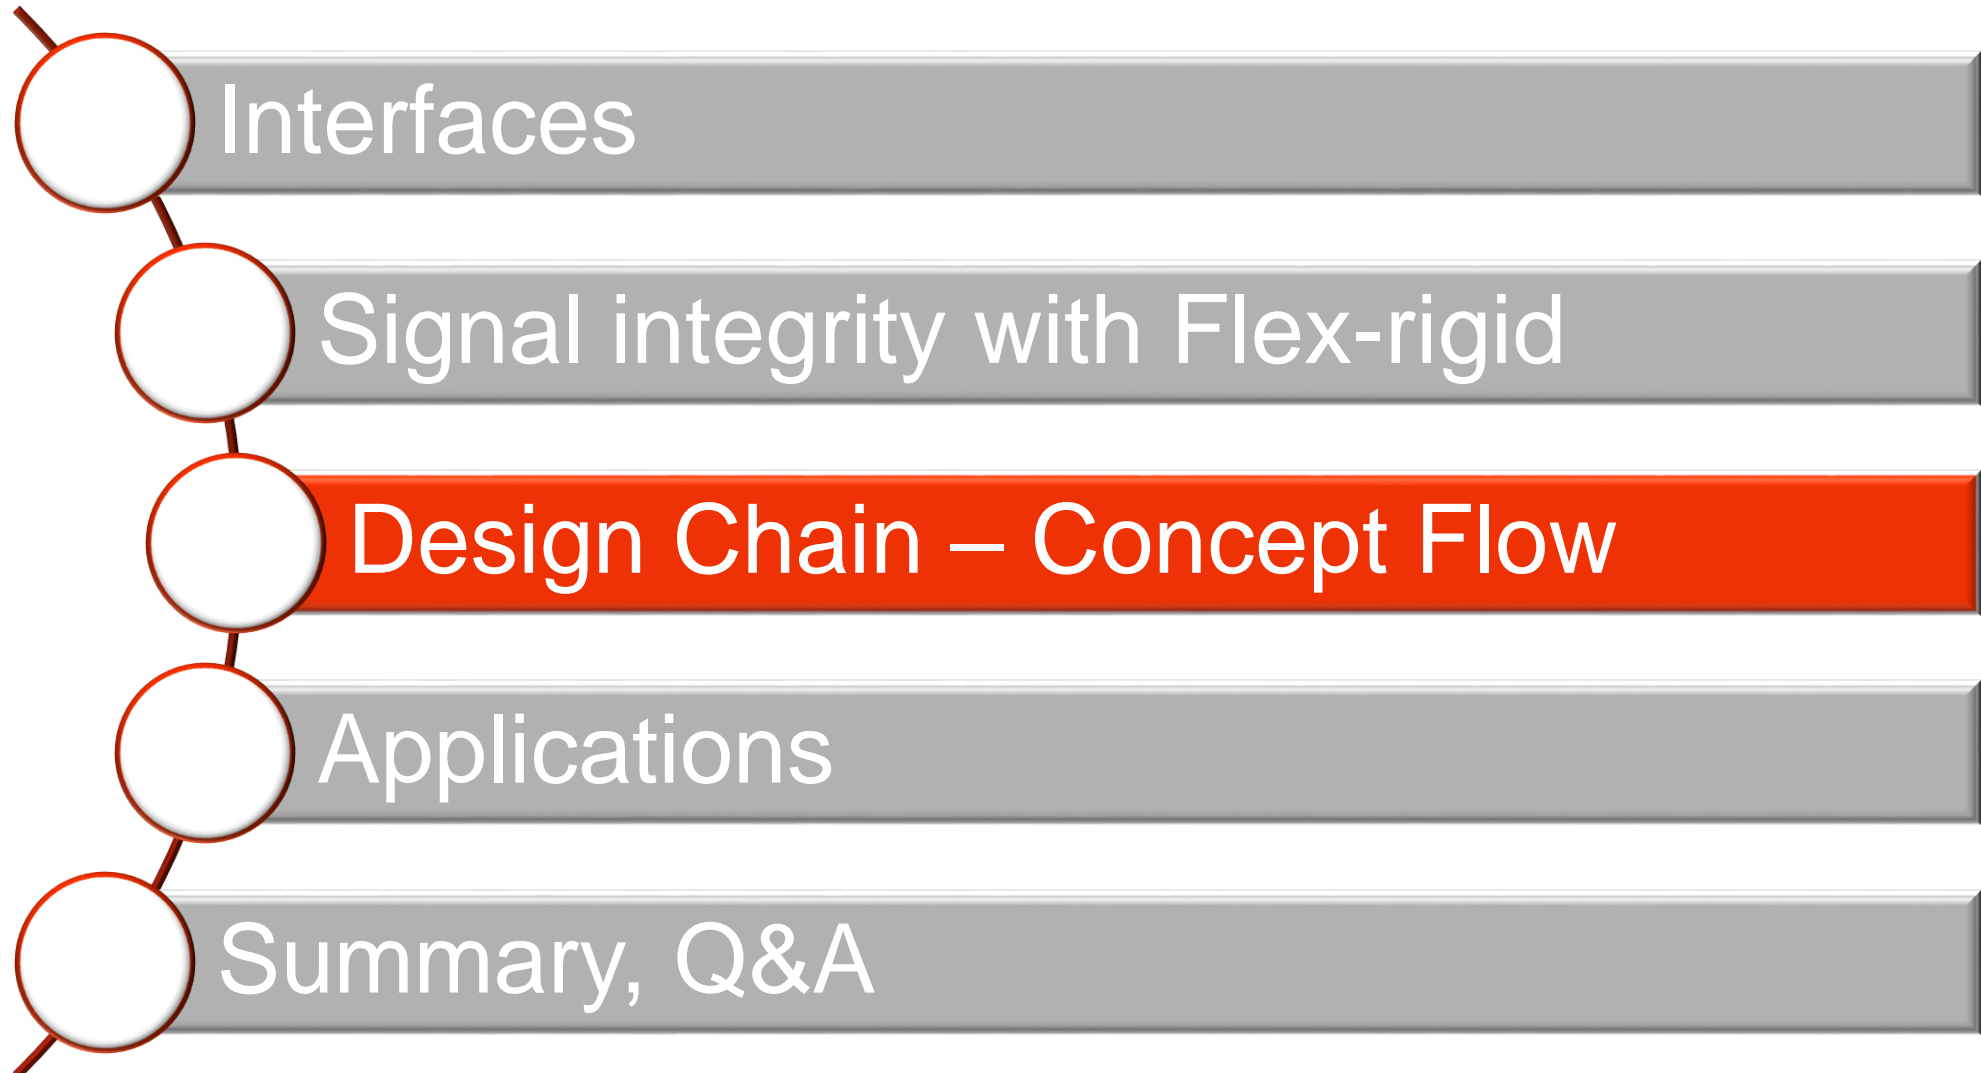 Interfaces
Signal integrity with Flex-rigid
Design Chain – Concept Flow
Applications
Summary, Q&A